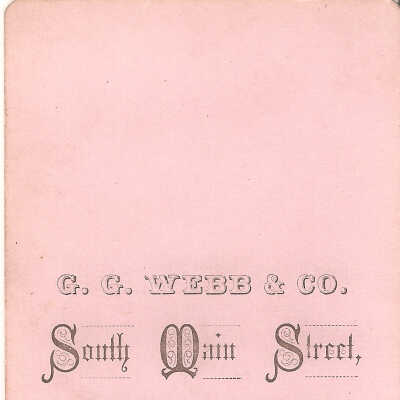 G. G. WEBB & CO.
South Main Street,